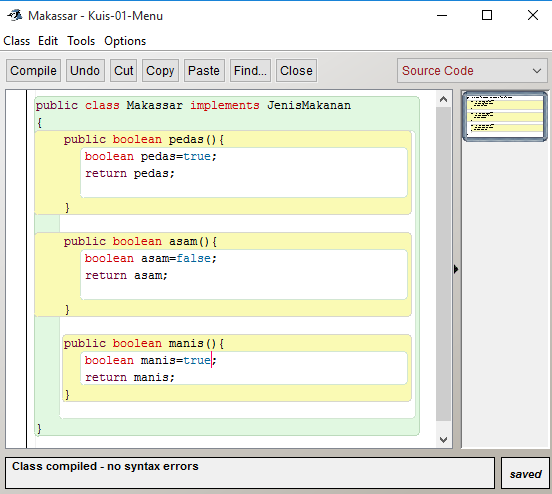 Makassar - Kuis-01-Menu
Class Edit Tools Options
Compile Undo Cut Copy Paste Find... Close Source Code
public class Makassar implements JenisMakanan
{
public boolean pedas(){
boolean pedas=true;
return pedas;
}
public boolean asam(){
boolean asam=false;
return asam;
}
public boolean manis(){
boolean manis=true;
return manis;
}
}
Class compiled - no syntax errors
saved